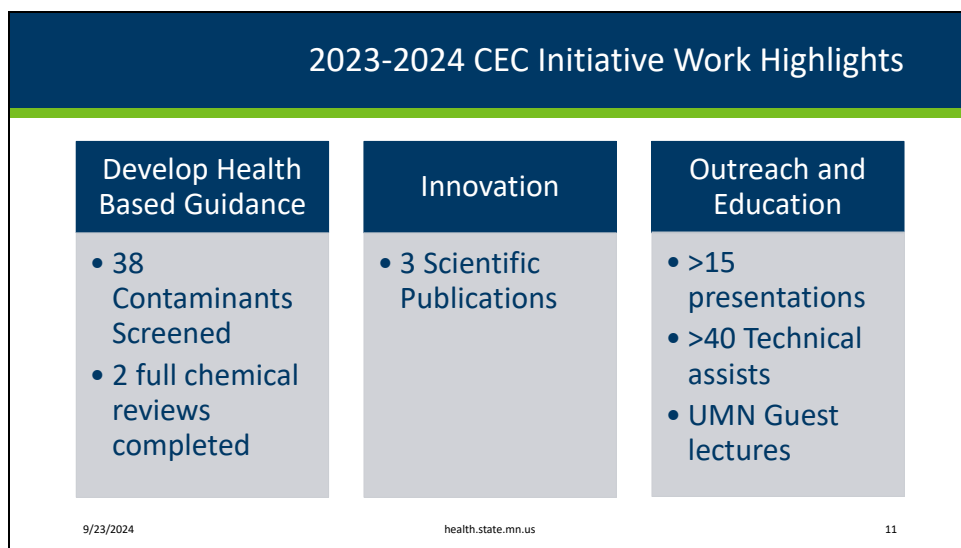 2023-2024 CEC Initiative Work Highlights
Develop Health
Based Guidance
• 38
Contaminants
Screened
• 2 full chemical
reviews
completed
Innovation
• 3 Scientific
Publications
Outreach and
Education
• >15
presentations
• >40 Technical
assists
• UMN Guest
lectures
9/23/2024
health.state.mn.us
11